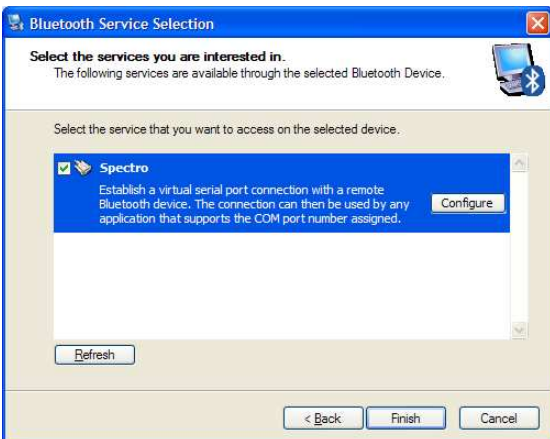 Bluetooth Service Selection
Select the services you are interested in.
The following services are available through the selected Bluetooth Device.
Select the service that you want to access on the selected device.
Spectro
Establish a virtual serial port connection with a remote
Bluetooth device. The connection can then be used by any
application that supports the COM port number assigned.
Configure
Refresh
< Back
Finish
Cancel